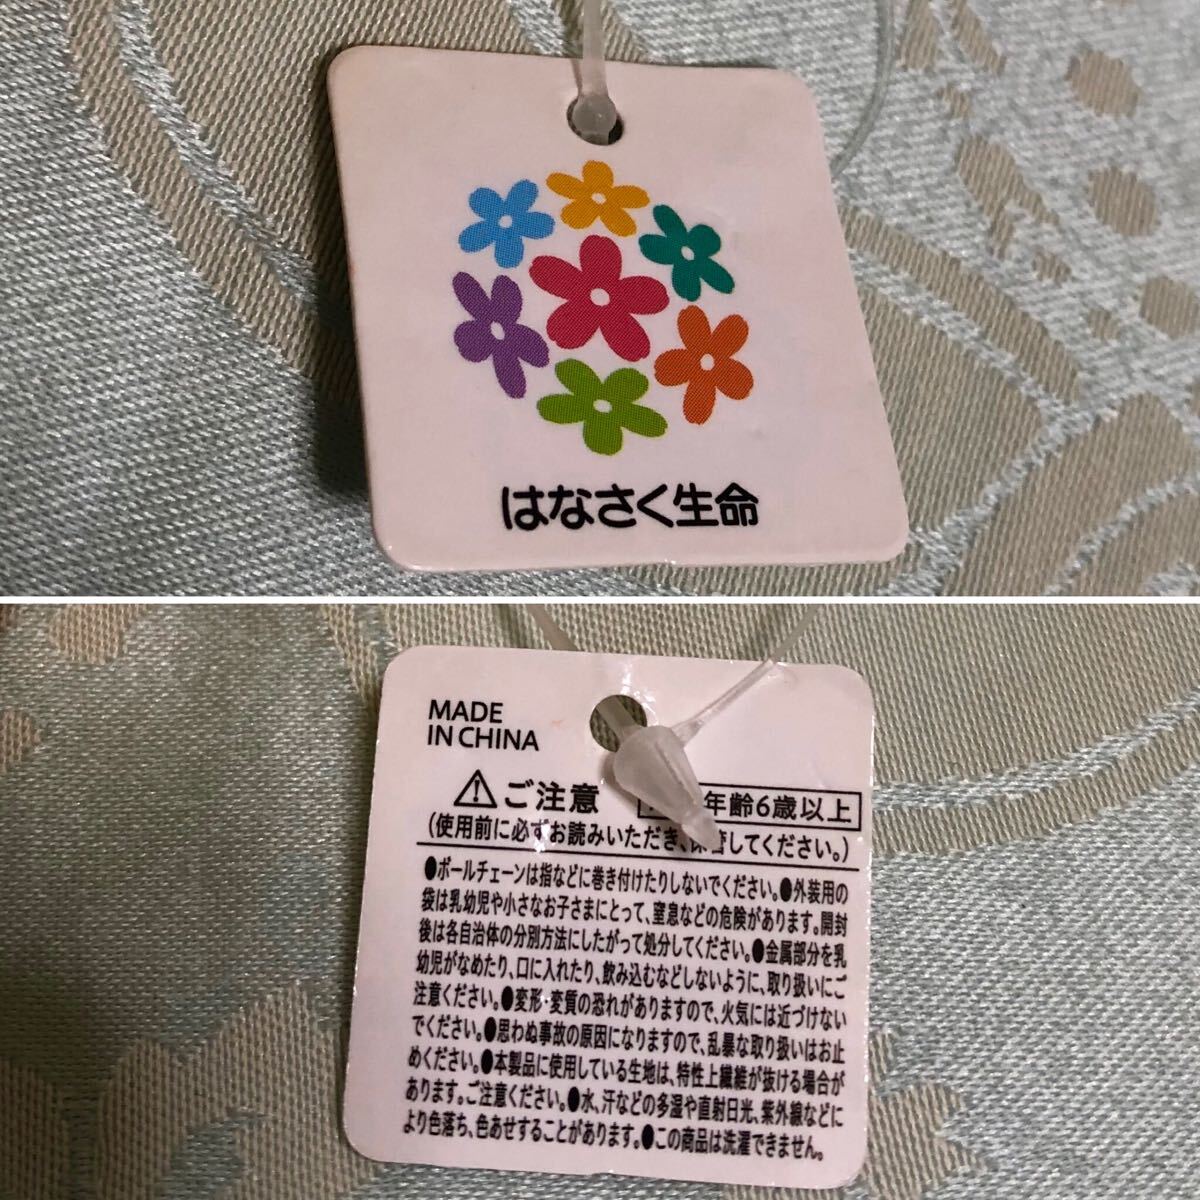 はなさく生命
MADE
IN CHINA
ご注意
年齢6歳以上
(使用前に必ずお読みいただき、保管してください。)
●ボールチェーンは指などに巻き付けたりしないでください。●外装用の
袋は乳幼児や小さなお子さまにとって、窒息などの危険があります。開封
後は各自治体の分別方法にしたがって処分してください。●金属部分を乳
幼児がなめたり、口に入れたり、飲み込むなどしないように、取り扱いにご
注意ください。●変形・変質の恐れがありますので、火気には近づけない
でください。●思わぬ事故の原因になりますので、乱暴な取り扱いはお止
めください。●本製品に使用している生地は、特性上繊維が抜ける場合が
あります。ご注意ください。●水、汗などの多湿や直射日光、紫外線などに
より色落ち、色あせすることがあります。●この商品は洗濯できません。